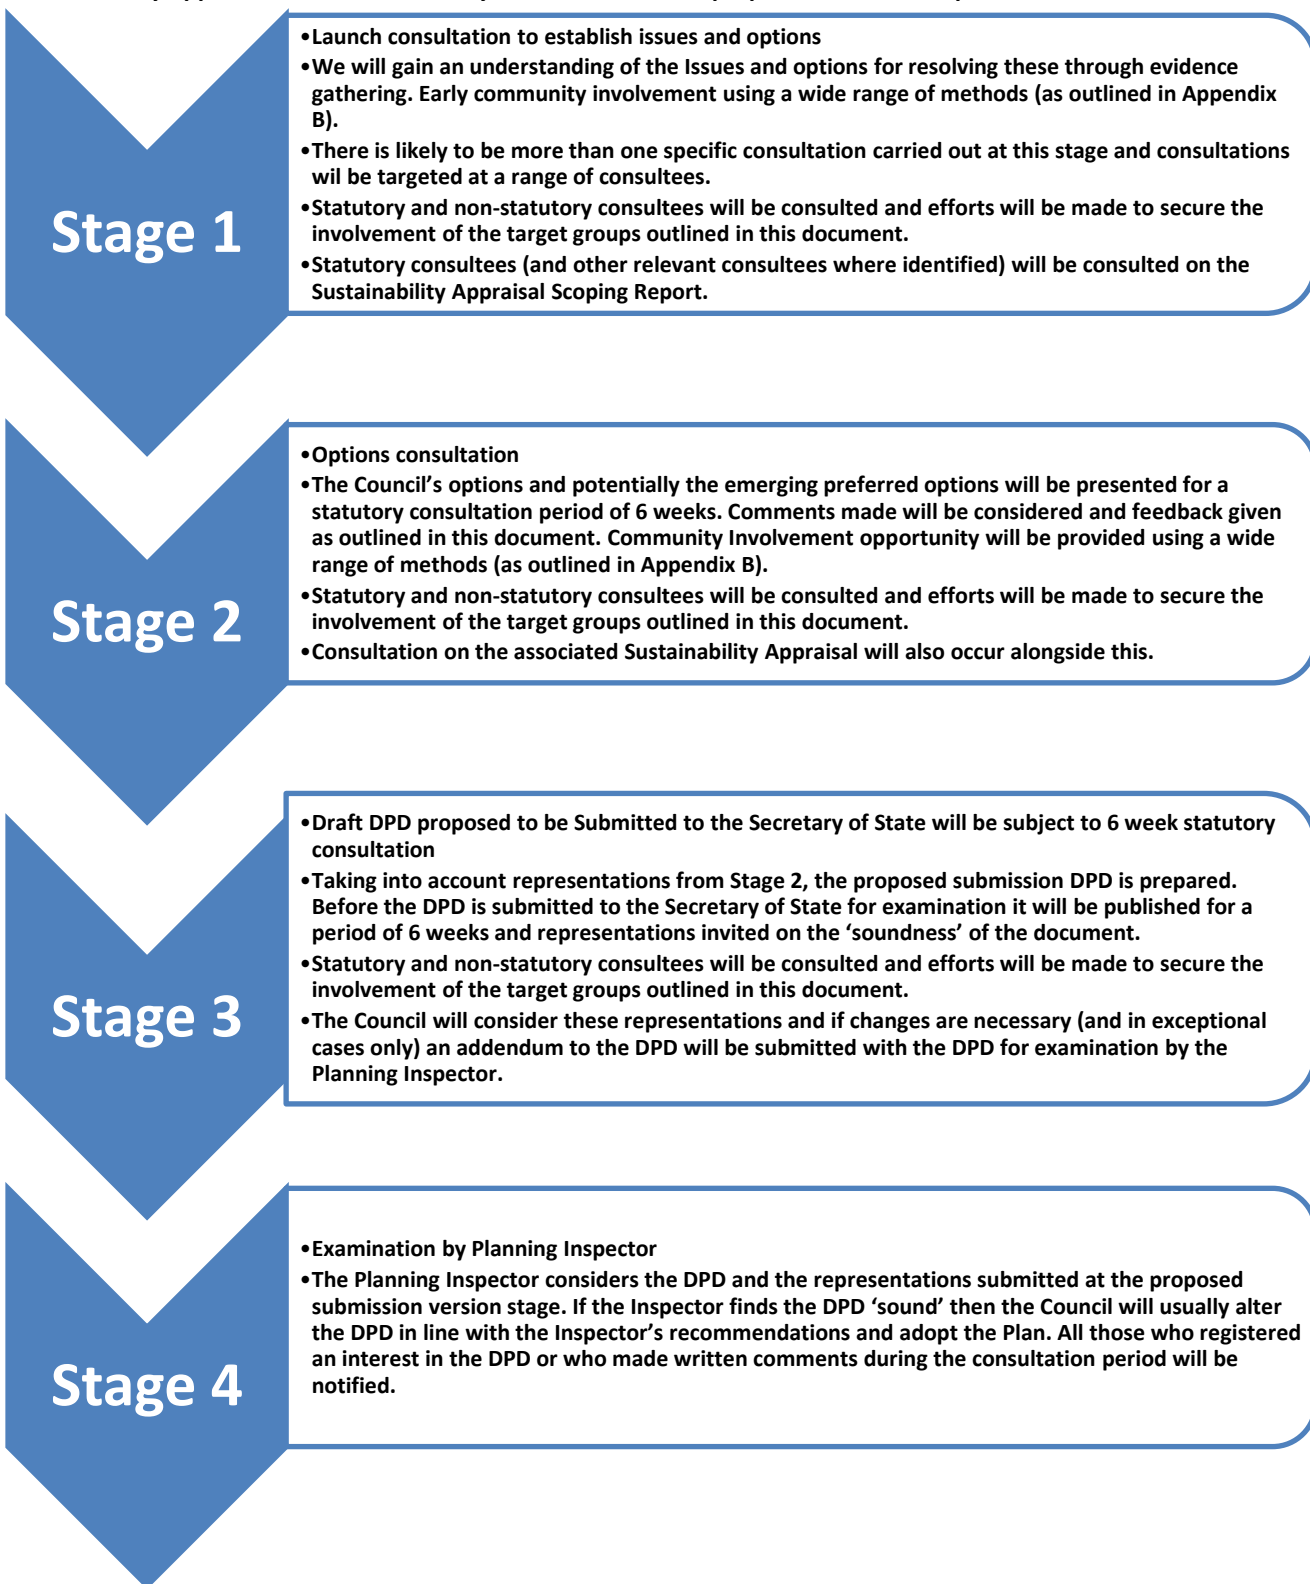 Stage 1
•Launch consultation to establish issues and options
•We will gain an understanding of the Issues and options for resolving these through evidence
gathering. Early community involvement using a wide range of methods (as outlined in Appendix
B).
•There is likely to be more than one specific consultation carried out at this stage and consultations
wil be targeted at a range of consultees.
•Statutory and non-statutory consultees will be consulted and efforts will be made to secure the
involvement of the target groups outlined in this document.
•Statutory consultees (and other relevant consultees where identified) will be consulted on the
Sustainability Appraisal Scoping Report.
Stage 2
•Options consultation
•The Council’s options and potentially the emerging preferred options will be presented for a
statutory consultation period of 6 weeks. Comments made will be considered and feedback given
as outlined in this document. Community Involvement opportunity will be provided using a wide
range of methods (as outlined in Appendix B).
•Statutory and non-statutory consultees will be consulted and efforts will be made to secure the
involvement of the target groups outlined in this document.
•Consultation on the associated Sustainability Appraisal will also occur alongside this.
Stage 3
•Draft DPD proposed to be Submitted to the Secretary of State will be subject to 6 week statutory
consultation
•Taking into account representations from Stage 2, the proposed submission DPD is prepared.
Before the DPD is submitted to the Secretary of State for examination it will be published for a
period of 6 weeks and representations invited on the ‘soundness’ of the document.
•Statutory and non-statutory consultees will be consulted and efforts will be made to secure the
involvement of the target groups outlined in this document.
•The Council will consider these representations and if changes are necessary (and in exceptional
cases only) an addendum to the DPD will be submitted with the DPD for examination by the
Planning Inspector.
Stage 4
•Examination by Planning Inspector
•The Planning Inspector considers the DPD and the representations submitted at the proposed
submission version stage. If the Inspector finds the DPD ‘sound’ then the Council will usually alter
the DPD in line with the Inspector’s recommendations and adopt the Plan. All those who registered
an interest in the DPD or who made written comments during the consultation period will be
notified.